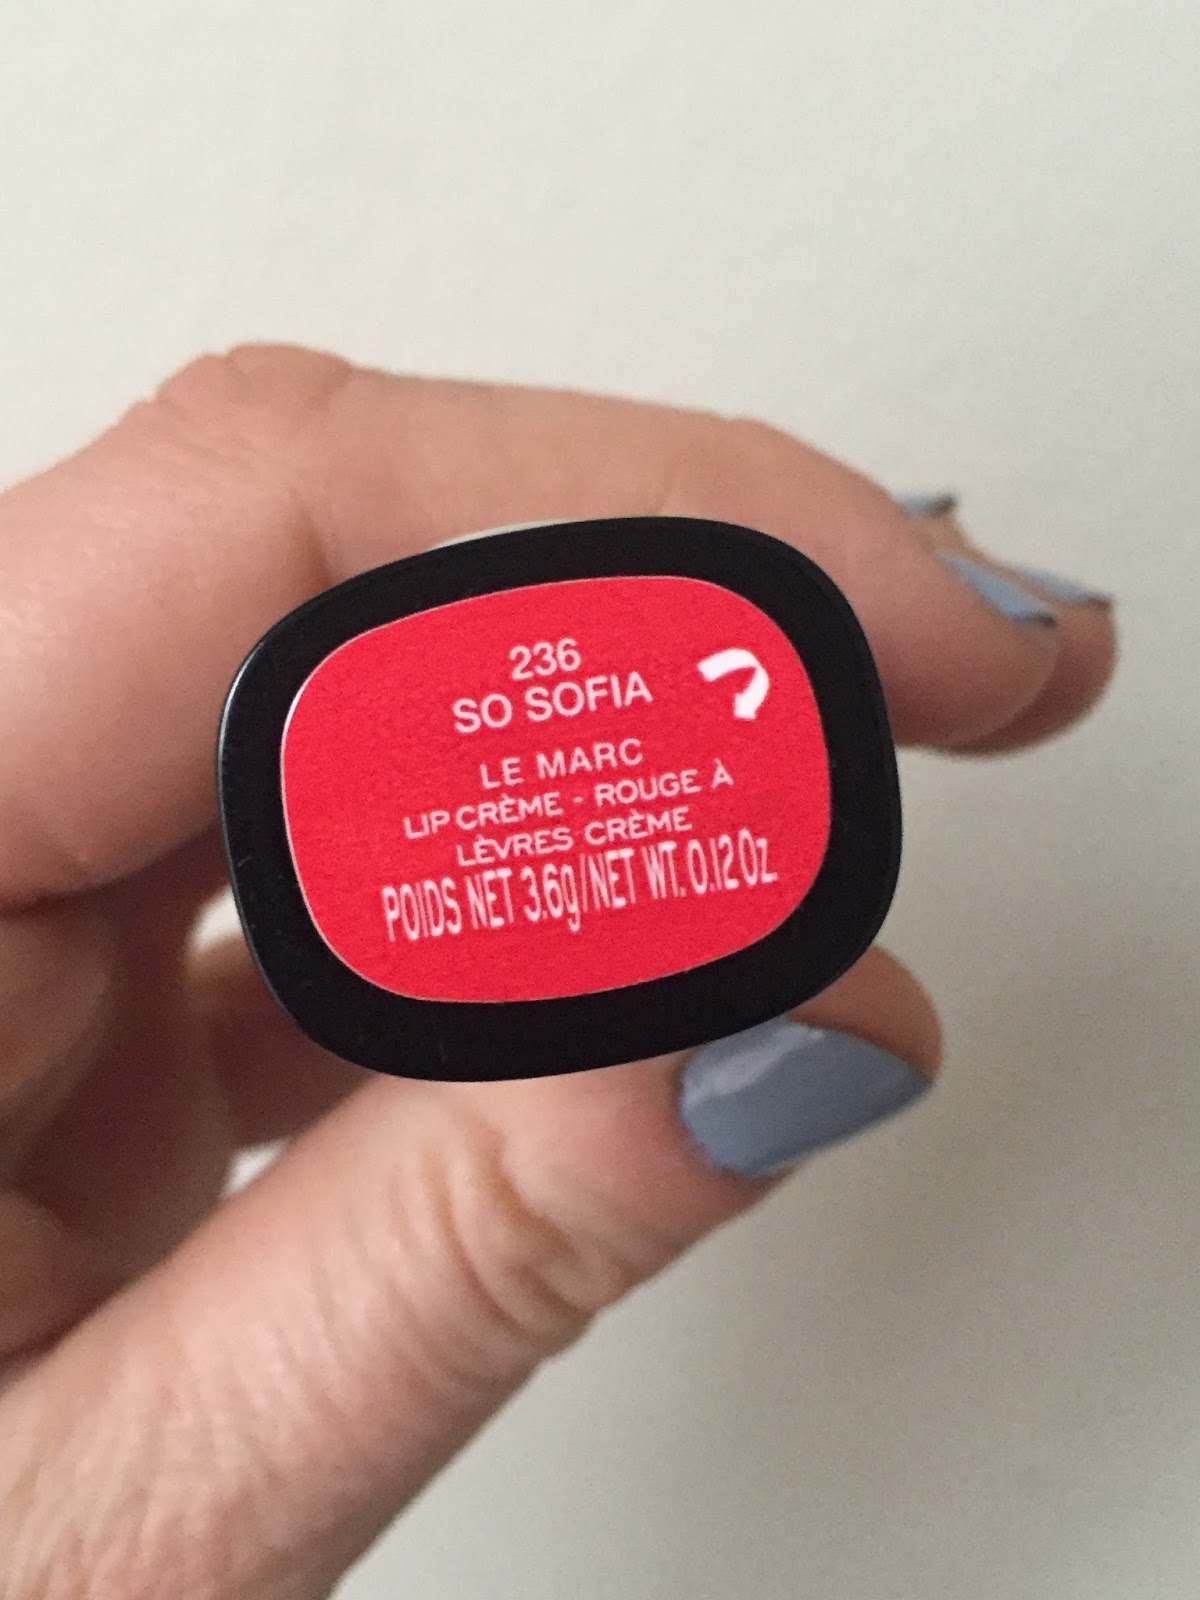 236
SO SOFIA
LE MARC
LIP CRÈME - ROUGE À
LÈVRES CRÈME
POIDS NET 3.6g/NET WT. 0.12 Oz.